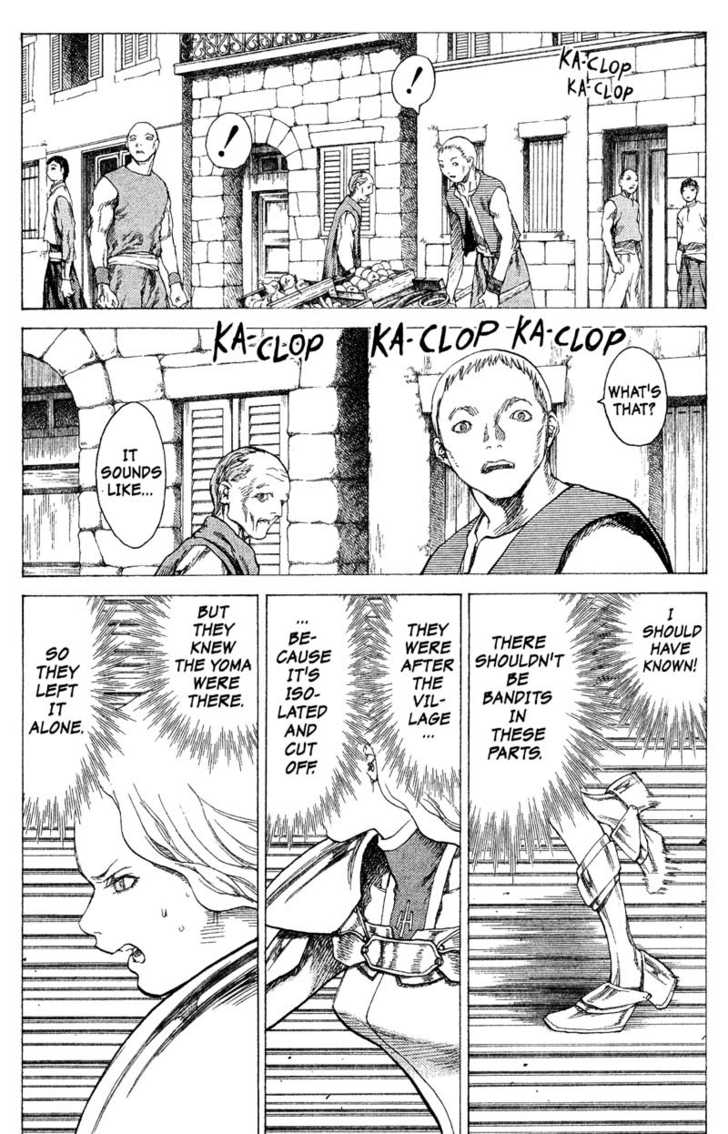 KA-CLOP
KA-CLOP
!
!
KA-CLOP KA-CLOP
WHAT'S
THAT?
KA-CLOP
IT
SOUNDS
LIKE...
I
SHOULD
HAVE
KNOWN!
THERE
SHOULDN'T
BE
BANDITS
IN
THESE
PARTS.
THEY
WERE
AFTER
THE
VIL-
LAGE
...
...
BE-
CAUSE
IT'S
ISO-
LATED
AND
CUT
OFF.
BUT
THEY
KNEW
THE YOMA
WERE
THERE.
SO
THEY
LEFT
IT
ALONE.